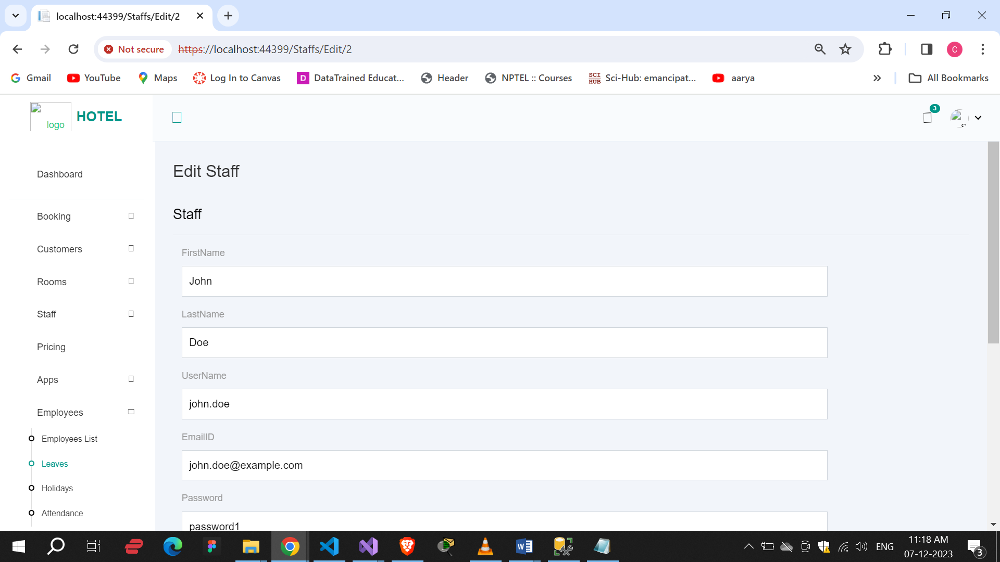 localhost:44399/Staffs/Edit/2
Not secure https://localhost:44399/Staffs/Edit/2
C
Gmail YouTube Maps Log In to Canvas D DataTrained Educat... Header NPTEL :: Courses SCI HUB Sci-Hub: emancipat... aarya » All Bookmarks
logo HOTEL
3
Dashboard
Booking
Customers
Rooms
Staff
Pricing
Apps
Employees
Employees List
Leaves
Holidays
Attendance
Edit Staff
Staff
FirstName
John
LastName
Doe
UserName
john.doe
EmailID
john.doe@example.com
Password
password1
ENG
11:18 AM
07-12-2023
3